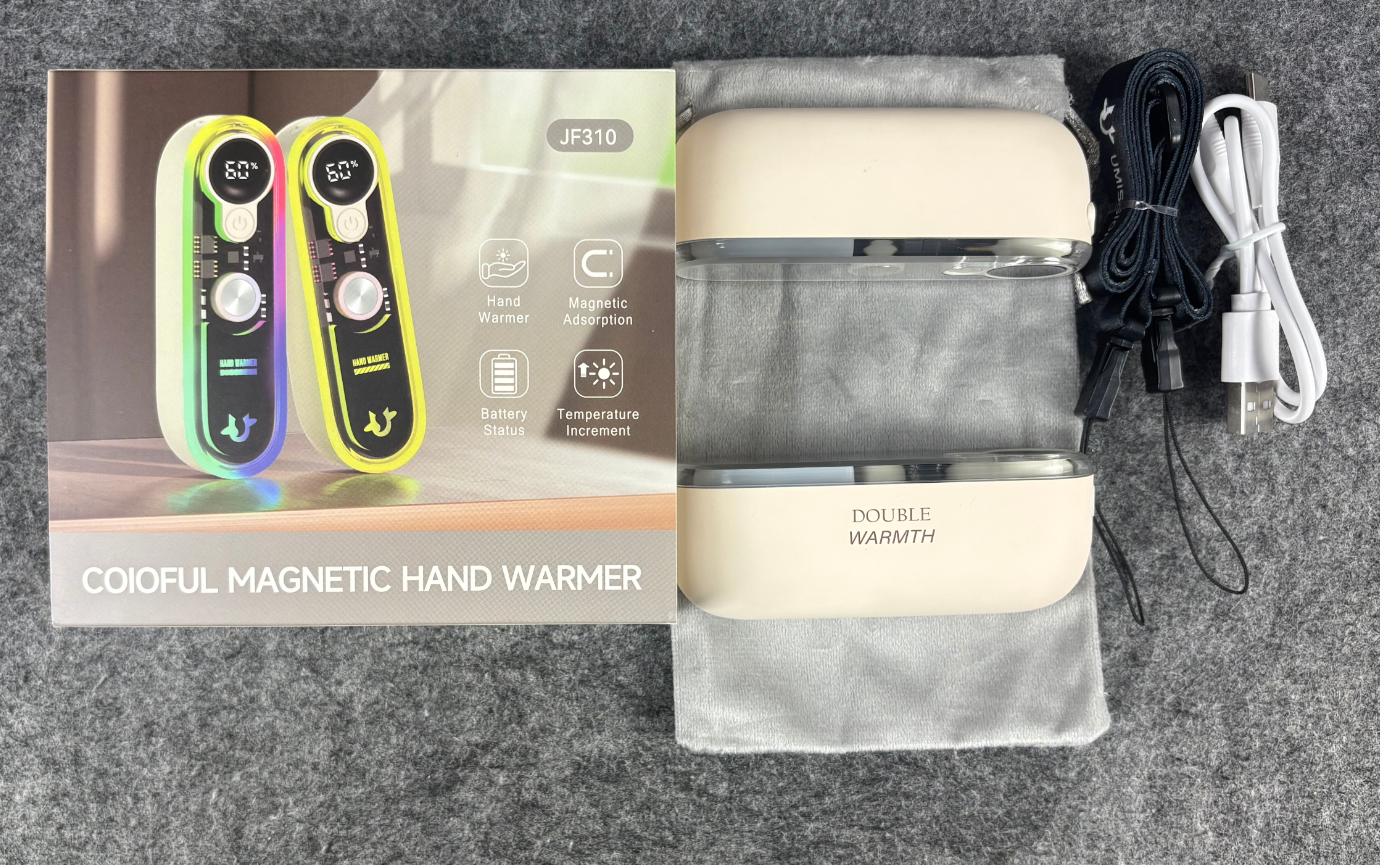 JF310
60%
60%
Hand
Warmer
Magnetic
Adsorption
HAND WARMER
HAND WARMER
Battery
Status
Temperature
Increment
COIOFUL MAGNETIC HAND WARMER
DOUBLE
WARMTH